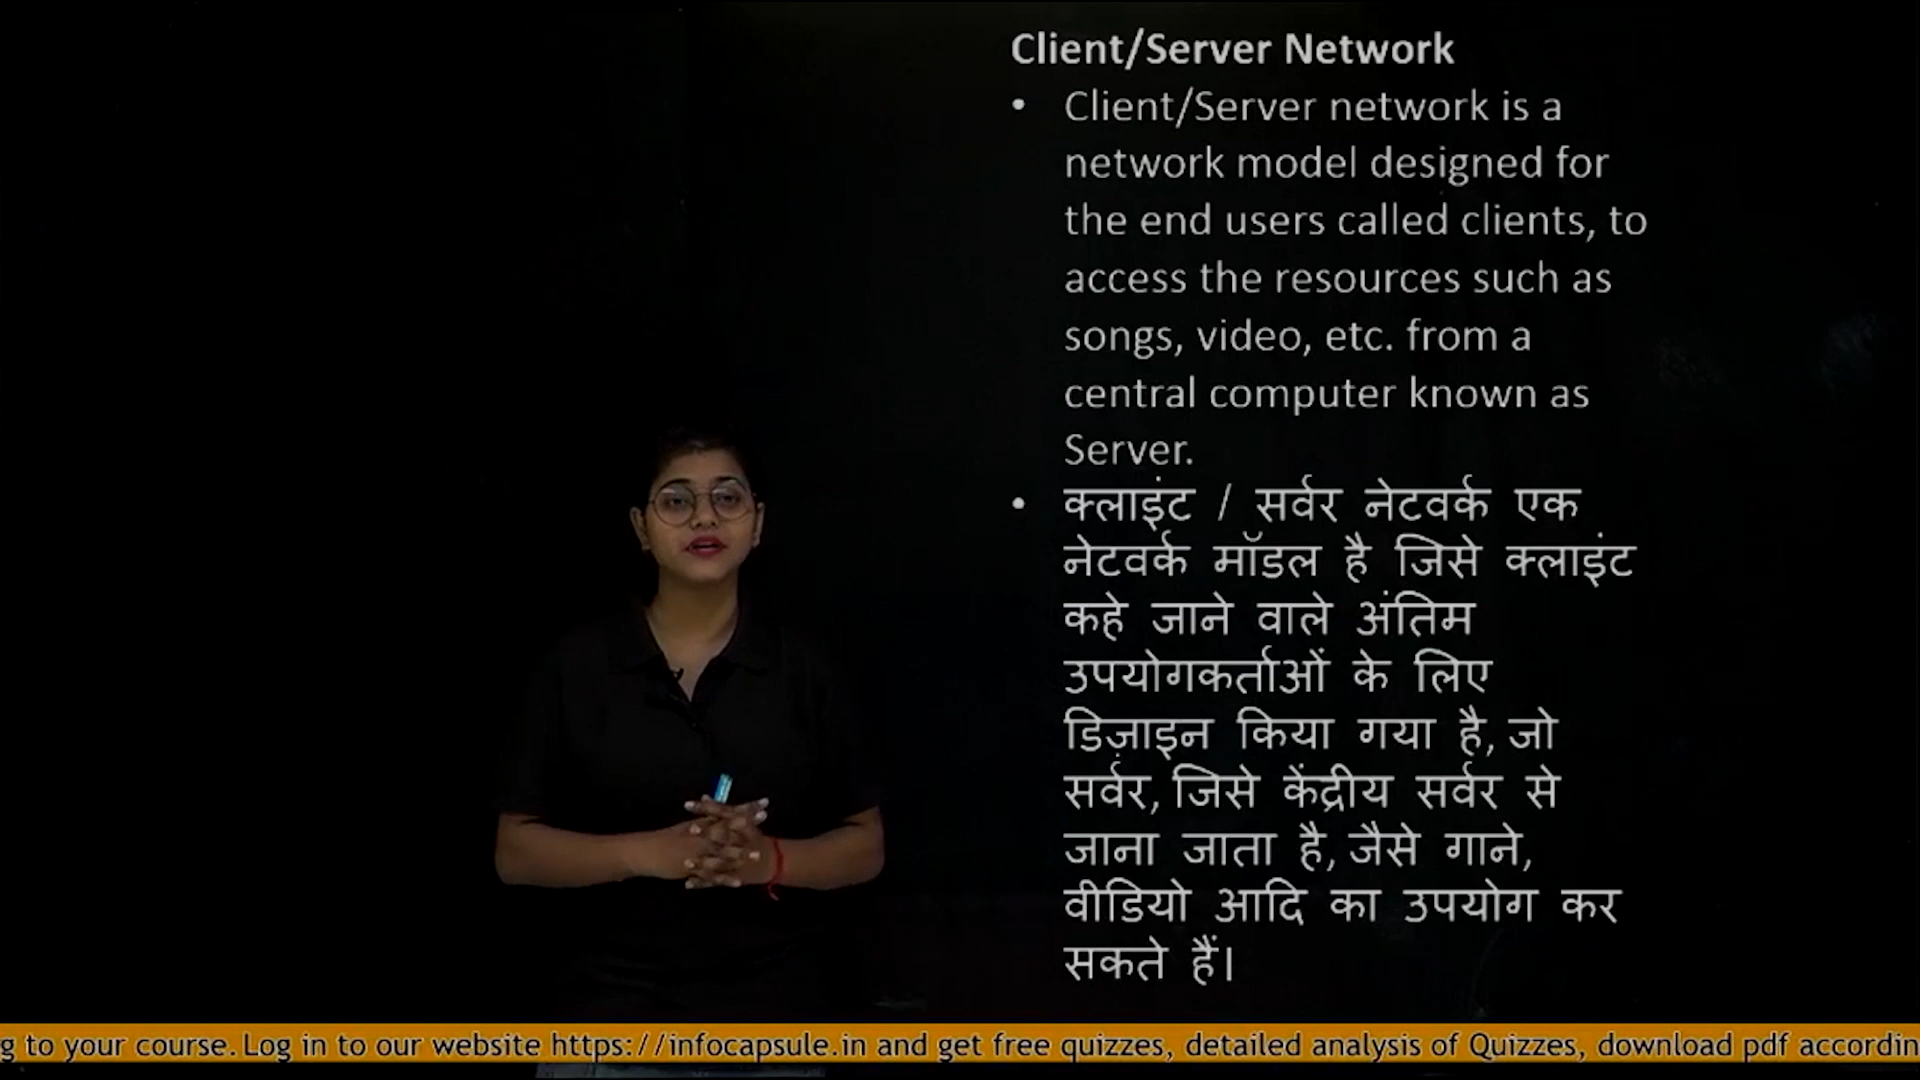 Client/Server Network
• Client/Server network is a
network model designed for
the end users called clients, to
access the resources such as
songs, video, etc. from a
central computer known as
Server.
• क्लाइंट / सर्वर नेटवर्क एक
नेटवर्क मॉडल है जिसे क्लाइंट
कहे जाने वाले अंतिम
उपयोगकर्ताओं के लिए
डिज़ाइन किया गया है, जो
सर्वर, जिसे केंद्रीय सर्वर से
जाना जाता है, जैसे गाने,
वीडियो आदि का उपयोग कर
सकते हैं।
g to your course. Log in to our website https://infocapsule.in and get free quizzes, detailed analysis of Quizzes, download pdf accordin